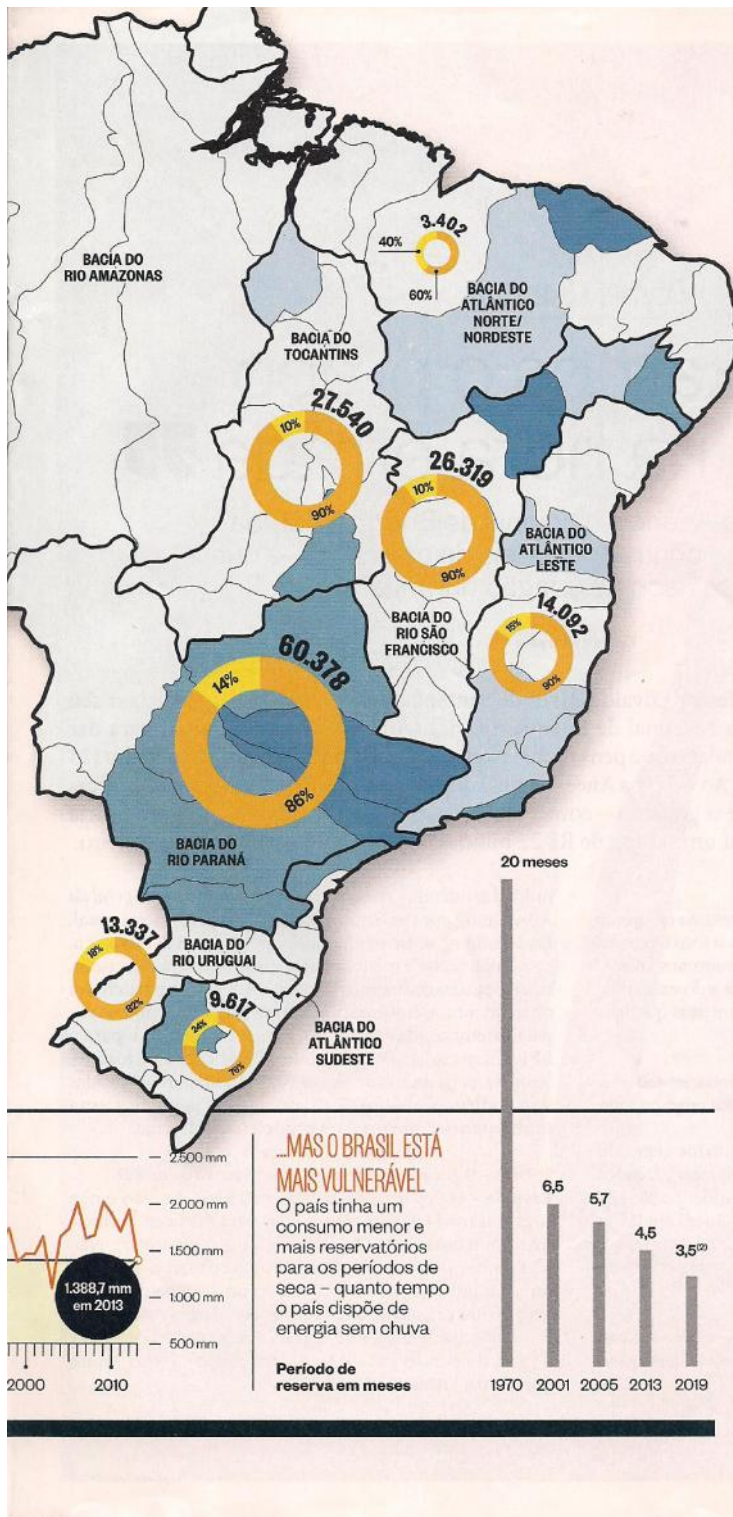 3.402
40%
60%
BACIA DO
RIO AMAZONAS
BACIA DO
ATLÂNTICO
NORTE/
NORDESTE
BACIA DO
TOCANTINS
27.540
10%
90%
26.319
10%
90%
BACIA DO
ATLÂNTICO
LESTE
BACIA DO
RIO SÃO
FRANCISCO
14.092
15%
90%
60.378
14%
86%
BACIA DO
RIO PARANÁ
13.337
18%
82%
BACIA DO
RIO URUGUAI
9.617
24%
76%
BACIA DO
ATLÂNTICO
SUDESTE
2.500 mm
2.000 mm
1.500 mm
1.000 mm
500 mm
1.388,7 mm
em 2013
2000 2010
...MAS O BRASIL ESTÁ
MAIS VULNERÁVEL
O país tinha um
consumo menor e
mais reservatórios
para os períodos de
seca – quanto tempo
o país dispõe de
energia sem chuva
Período de
reserva em meses
20 meses
6,5
5,7
4,5
3,5⁽²⁾
1970 2001 2005 2013 2019